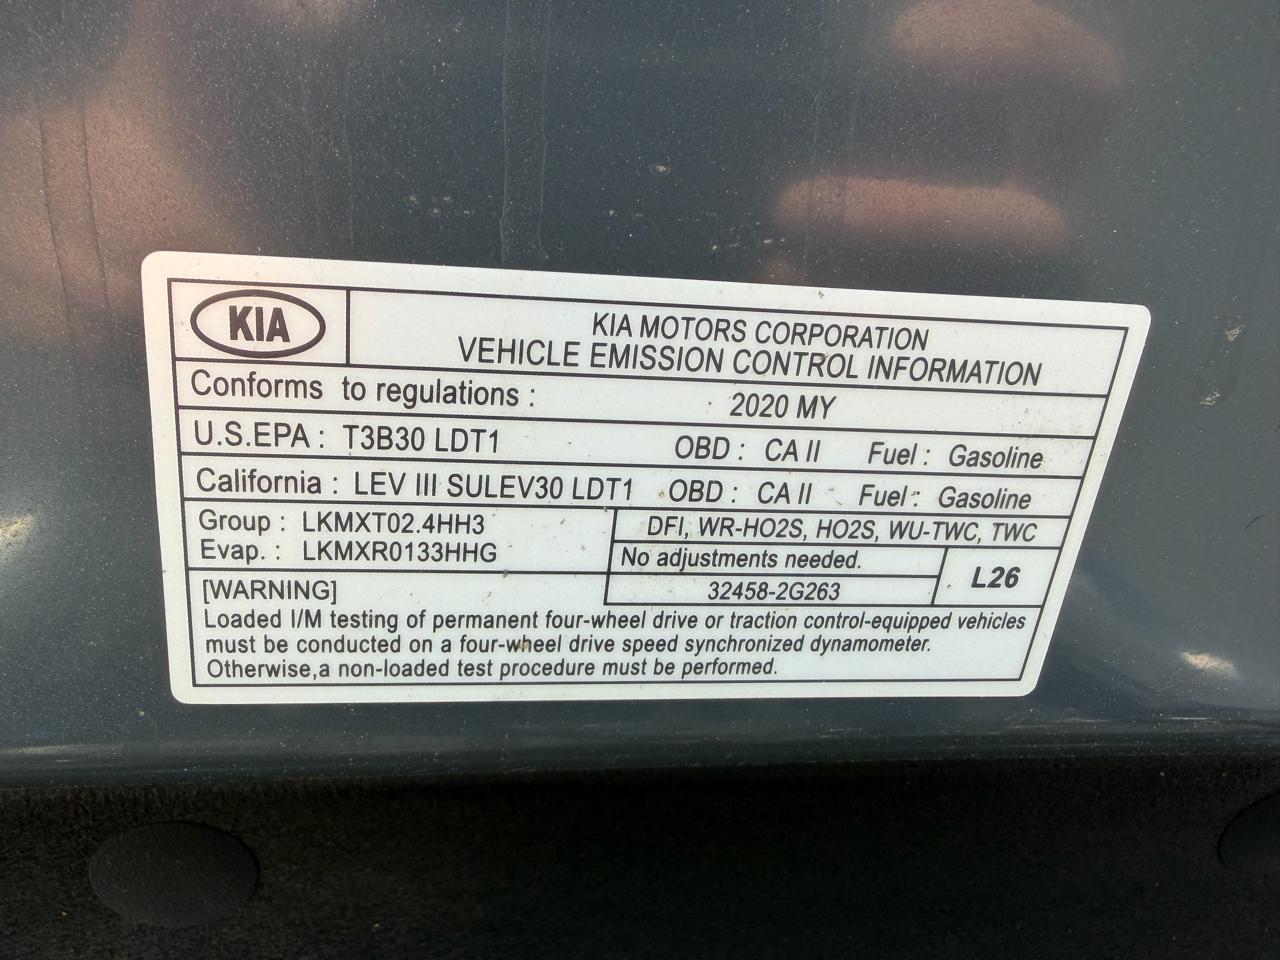 KIA
KIA MOTORS CORPORATION
VEHICLE EMISSION CONTROL INFORMATION
Conforms to regulations : 2020 MY
U.S.EPA : T3B30 LDT1 OBD : CA II Fuel : Gasoline
California : LEV III SULEV30 LDT1 OBD : CA II Fuel : Gasoline
Group : LKMXT02.4HH3
Evap. : LKMXR0133HHG
DFI, WR-HO2S, HO2S, WU-TWC, TWC
No adjustments needed.
32458-2G263
L26
[WARNING]
Loaded I/M testing of permanent four-wheel drive or traction control-equipped vehicles
must be conducted on a four-wheel drive speed synchronized dynamometer.
Otherwise,a non-loaded test procedure must be performed.